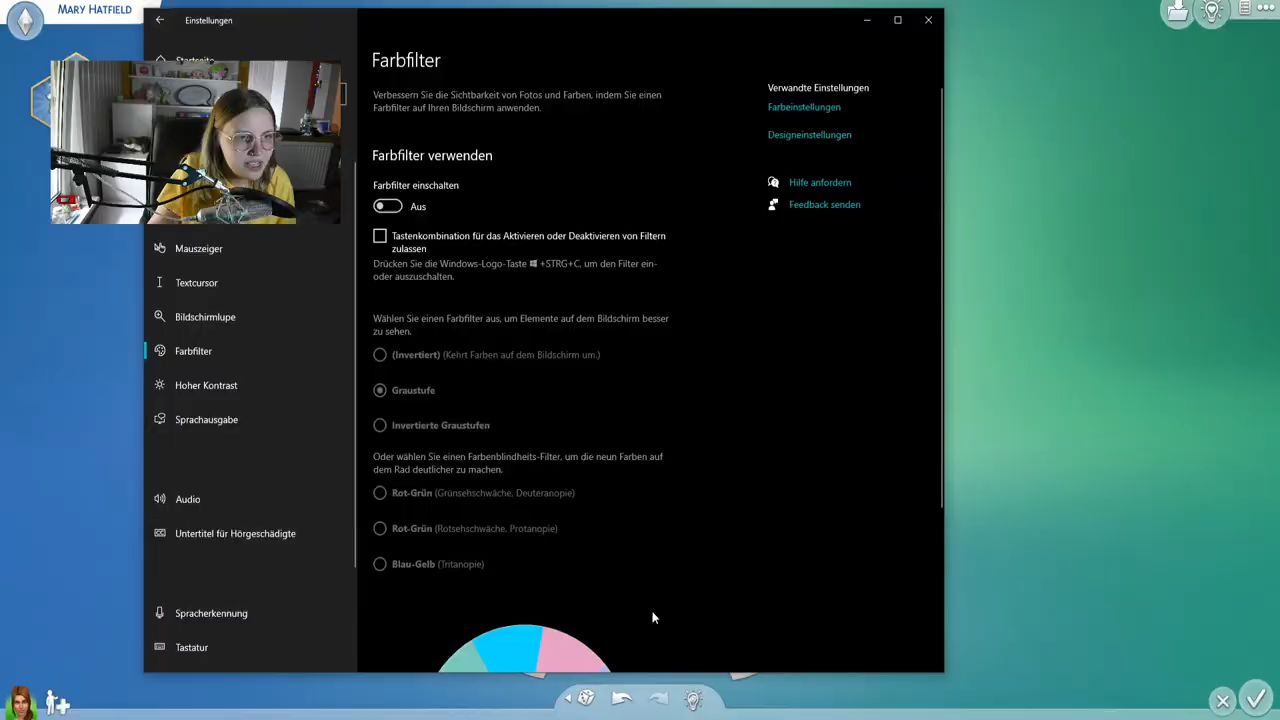 MARY HATFIELD
Einstellungen
Farbfilter
Verbessern Sie die Sichtbarkeit von Fotos und Farben, indem Sie einen
Farbfilter auf Ihren Bildschirm anwenden.
Farbfilter verwenden
Farbfilter einschalten
Aus
Tastenkombination für das Aktivieren oder Deaktivieren von Filtern
zulassen
Drücken Sie die Windows-Logo-Taste +STRG+C, um den Filter ein-
oder auszuschalten.
Wählen Sie einen Farbfilter aus, um Elemente auf dem Bildschirm besser
zu sehen.
(Invertiert) (Kehrt Farben auf dem Bildschirm um.)
Graustufe
Invertierte Graustufen
Oder wählen Sie einen Farbenblindheits-Filter, um die neun Farben auf
dem Rad deutlicher zu machen.
Rot-Grün (Grünsehschwäche, Deuteranopie)
Rot-Grün (Rotsehschwäche, Protanopie)
Blau-Gelb (Tritanopie)
Verwandte Einstellungen
Farbeinstellungen
Designeinstellungen
Hilfe anfordern
Feedback senden
Mauszeiger
Textcursor
Bildschirmlupe
Farbfilter
Hoher Kontrast
Sprachausgabe
Audio
Untertitel für Hörgeschädigte
Spracherkennung
Tastatur